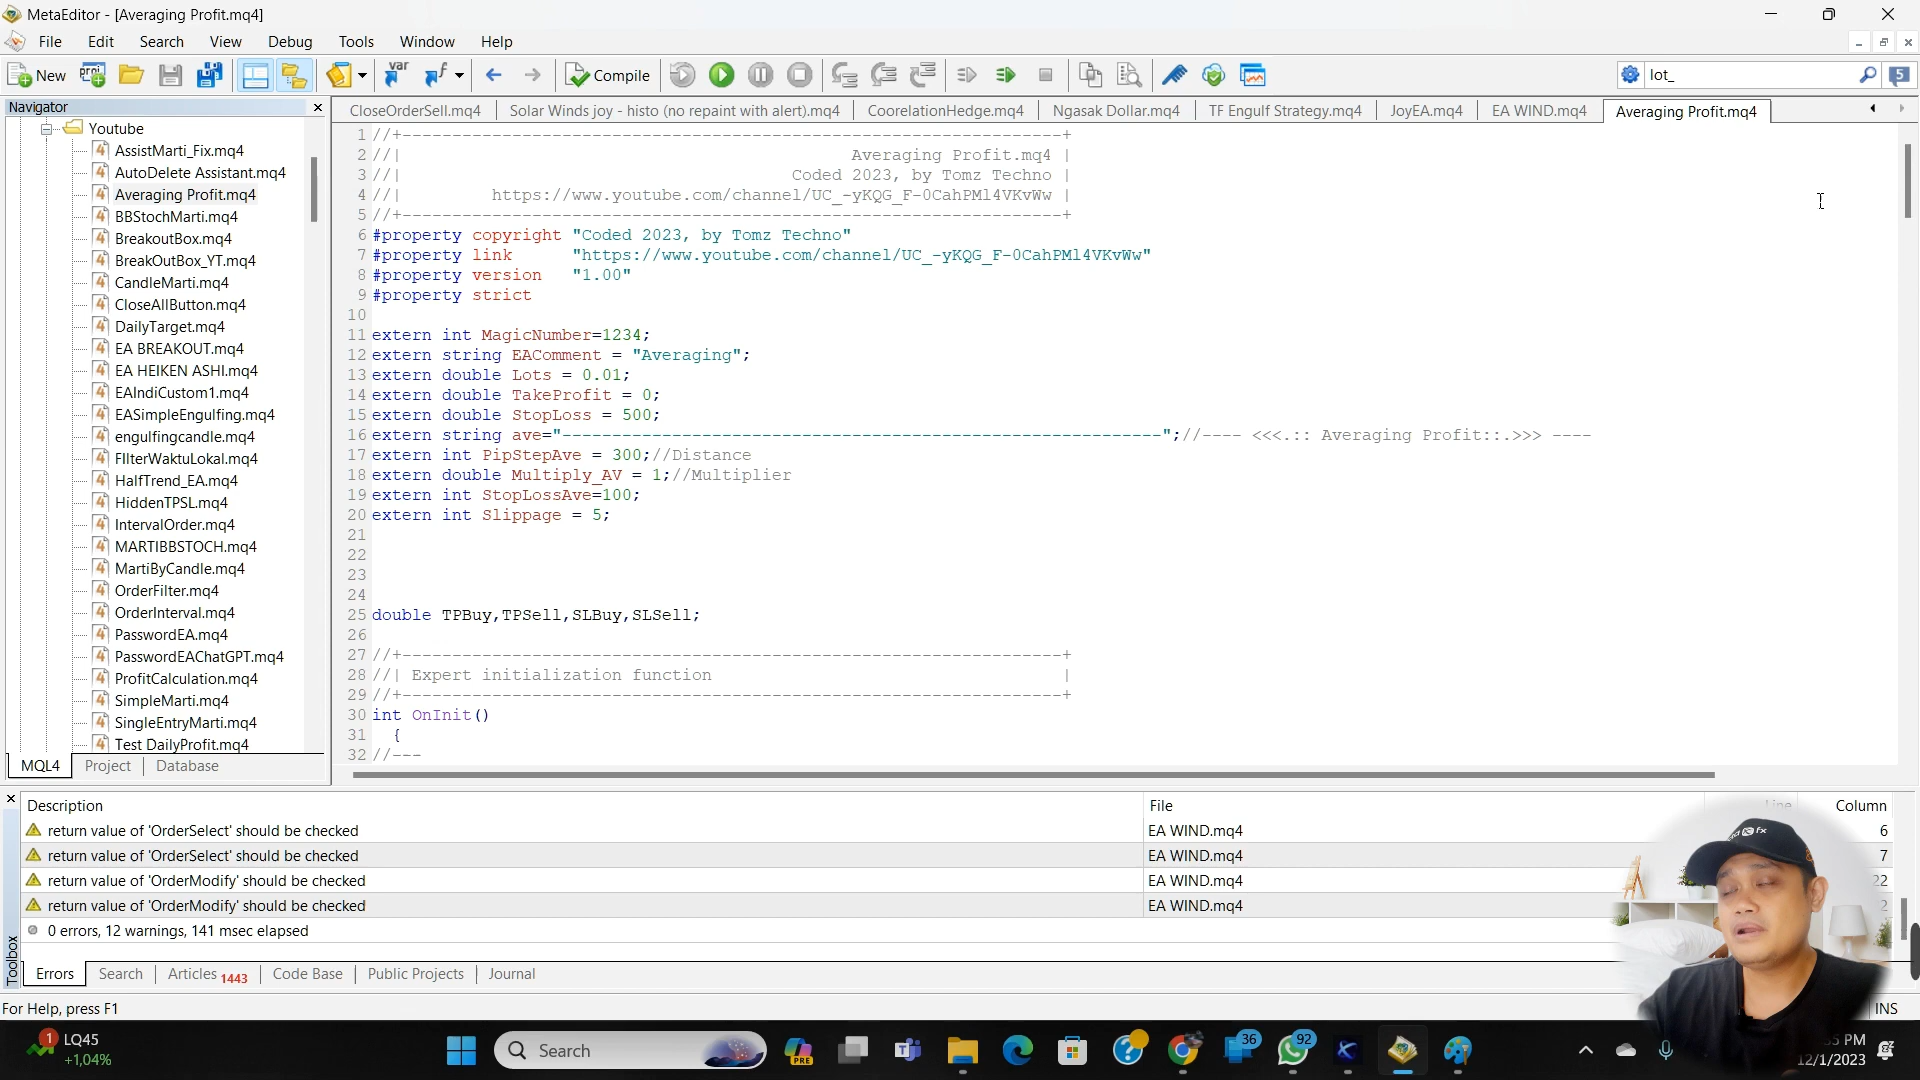 MetaEditor - [Averaging Profit.mq4]
File Edit Search View Debug Tools Window Help
New Compile lot_ 5
Navigator
CloseOrderSell.mq4 Solar Winds joy - histo (no repaint with alert).mq4 CoorelationHedge.mq4 Ngasak Dollar.mq4 TF Engulf Strategy.mq4 JoyEA.mq4 EA WIND.mq4 Averaging Profit.mq4
Youtube
AssistMarti_Fix.mq4
AutoDelete Assistant.mq4
Averaging Profit.mq4
BBStochMarti.mq4
BreakoutBox.mq4
BreakOutBox_YT.mq4
CandleMarti.mq4
CloseAllButton.mq4
DailyTarget.mq4
EA BREAKOUT.mq4
EA HEIKEN ASHI.mq4
EAIndiCustom1.mq4
EASimpleEngulfing.mq4
engulfingcandle.mq4
FIlterWaktuLokal.mq4
HalfTrend_EA.mq4
HiddenTPSL.mq4
IntervalOrder.mq4
MARTIBBSTOCH.mq4
MartiByCandle.mq4
OrderFilter.mq4
OrderInterval.mq4
PasswordEA.mq4
PasswordEAChatGPT.mq4
ProfitCalculation.mq4
SimpleMarti.mq4
SingleEntryMarti.mq4
Test DailyProfit.mq4
MQL4 Project Database
1 //+------------------------------------------------------------------+
2 //| Averaging Profit.mq4 |
3 //| Coded 2023, by Tomz Techno |
4 //| https://www.youtube.com/channel/UC_-yKQG_F-0CahPMl4VKvWw |
5 //+------------------------------------------------------------------+
6 #property copyright "Coded 2023, by Tomz Techno"
7 #property link "https://www.youtube.com/channel/UC_-yKQG_F-0CahPMl4VKvWw"
8 #property version "1.00"
9 #property strict
10
11 extern int MagicNumber=1234;
12 extern string EAComment = "Averaging";
13 extern double Lots = 0.01;
14 extern double TakeProfit = 0;
15 extern double StopLoss = 500;
16 extern string ave="------------------------------------------------------------";//---- <<<.:: Averaging Profit::.>>> ----
17 extern int PipStepAve = 300;//Distance
18 extern double Multiply_AV = 1;//Multiplier
19 extern int StopLossAve=100;
20 extern int Slippage = 5;
21
22
23
24
25 double TPBuy,TPSell,SLBuy,SLSell;
26
27 //+------------------------------------------------------------------+
28 //| Expert initialization function |
29 //+------------------------------------------------------------------+
30 int OnInit()
31 {
32 //---
Description File Line Column
return value of 'OrderSelect' should be checked EA WIND.mq4 6
return value of 'OrderSelect' should be checked EA WIND.mq4 7
return value of 'OrderModify' should be checked EA WIND.mq4 22
return value of 'OrderModify' should be checked EA WIND.mq4 2
0 errors, 12 warnings, 141 msec elapsed
Toolbox
Errors Search Articles 1443 Code Base Public Projects Journal
For Help, press F1 INS
1 LQ45
+1,04%
Search PRE 36 92
PM
12/1/2023